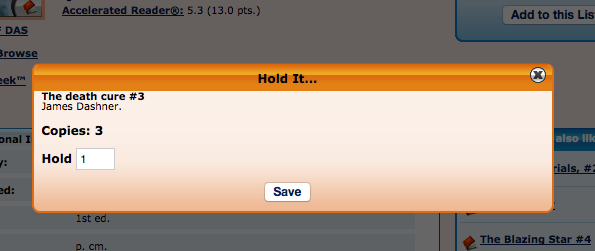 Accelerated Reader®: 5.3 (13.0 pts.)
Add to this Lis
F DAS
Browse
eek™
Hold It...
The death cure #3
James Dashner.
Copies: 3
Hold 1
Save
onal I
also lik
y:
rials, #2
ed:
1st ed.
The Blazing Star #4
p. cm.